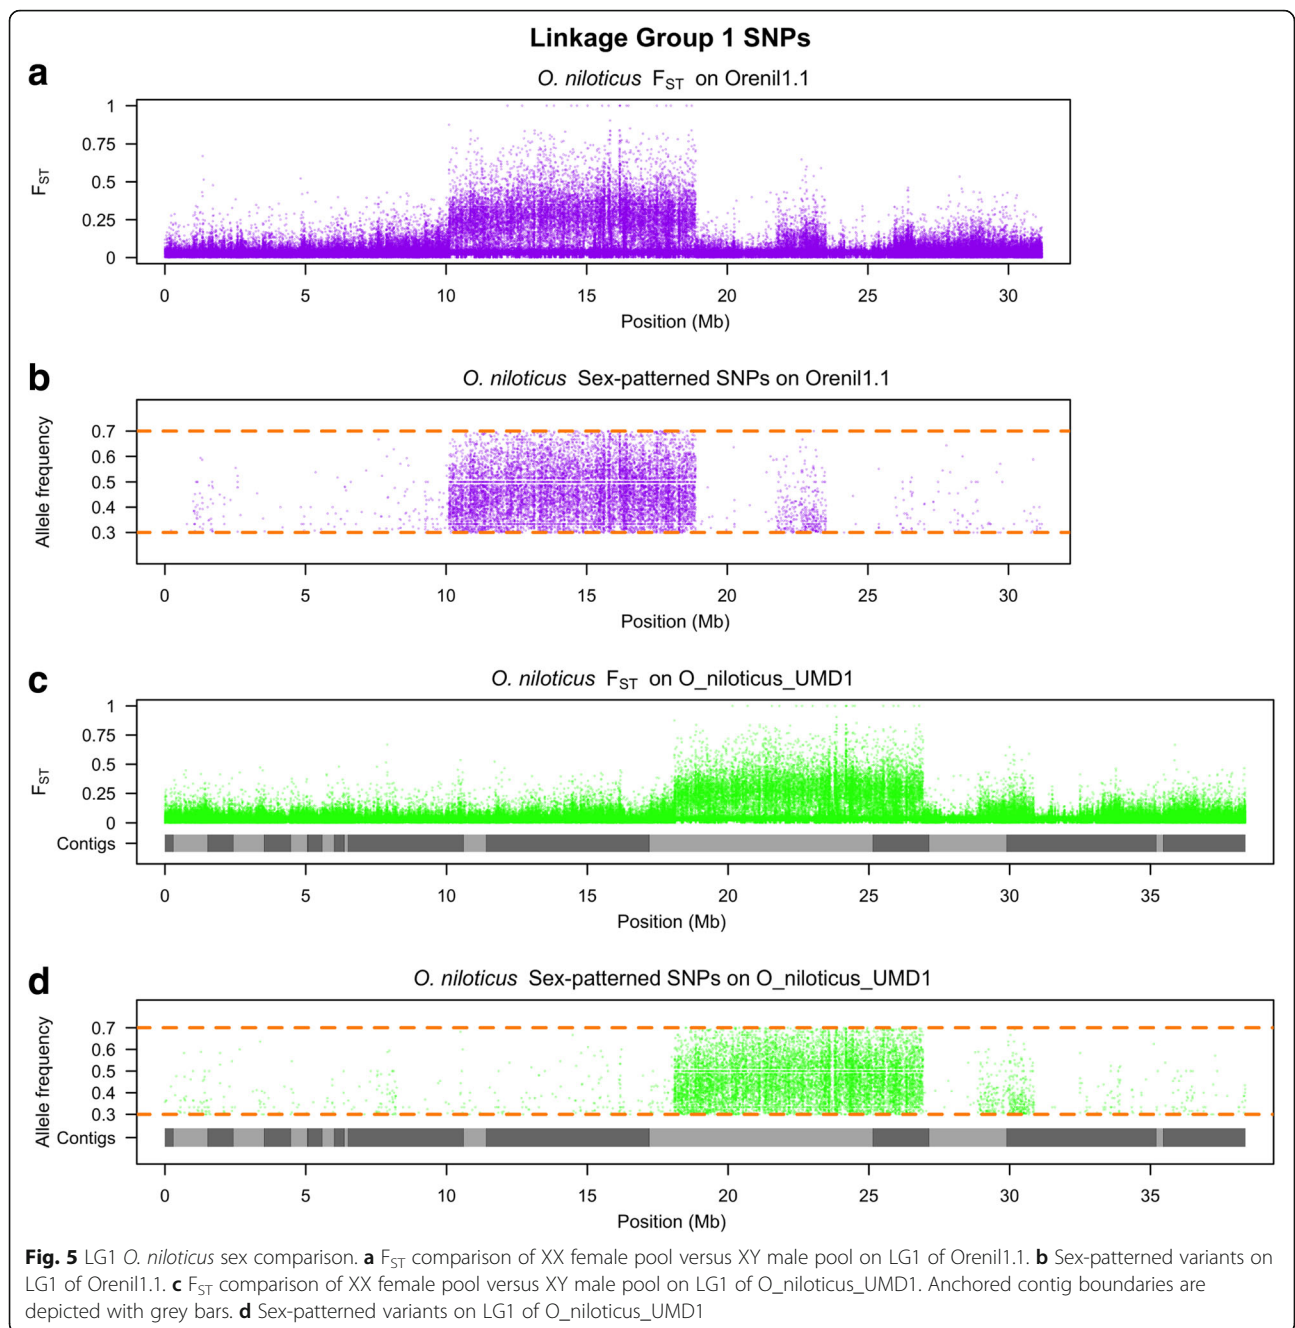 Linkage Group 1 SNPs
a
O. niloticus FST on Orenil1.1
1
0.75
0.5
0.25
0
FST
0 5 10 15 20 25 30
Position (Mb)
b
O. niloticus Sex-patterned SNPs on Orenil1.1
0.7
0.6
0.5
0.4
0.3
Allele frequency
0 5 10 15 20 25 30
Position (Mb)
c
O. niloticus FST on O_niloticus_UMD1
1
0.75
0.5
0.25
0
FST
Contigs
0 5 10 15 20 25 30 35
Position (Mb)
d
O. niloticus Sex-patterned SNPs on O_niloticus_UMD1
0.7
0.6
0.5
0.4
0.3
Allele frequency
Contigs
0 5 10 15 20 25 30 35
Position (Mb)
Fig. 5 LG1 O. niloticus sex comparison. a FST comparison of XX female pool versus XY male pool on LG1 of Orenil1.1. b Sex-patterned variants on
LG1 of Orenil1.1. c FST comparison of XX female pool versus XY male pool on LG1 of O_niloticus_UMD1. Anchored contig boundaries are
depicted with grey bars. d Sex-patterned variants on LG1 of O_niloticus_UMD1